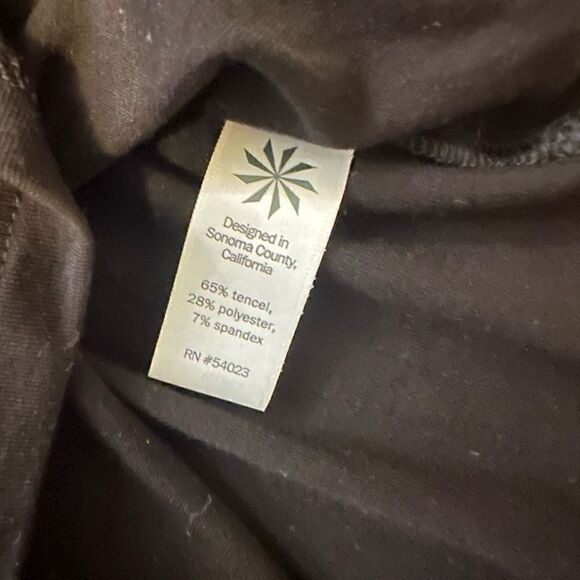 Designed in
Sonoma County,
California
65% tencel,
28% polyester,
7% spandex
RN #54023